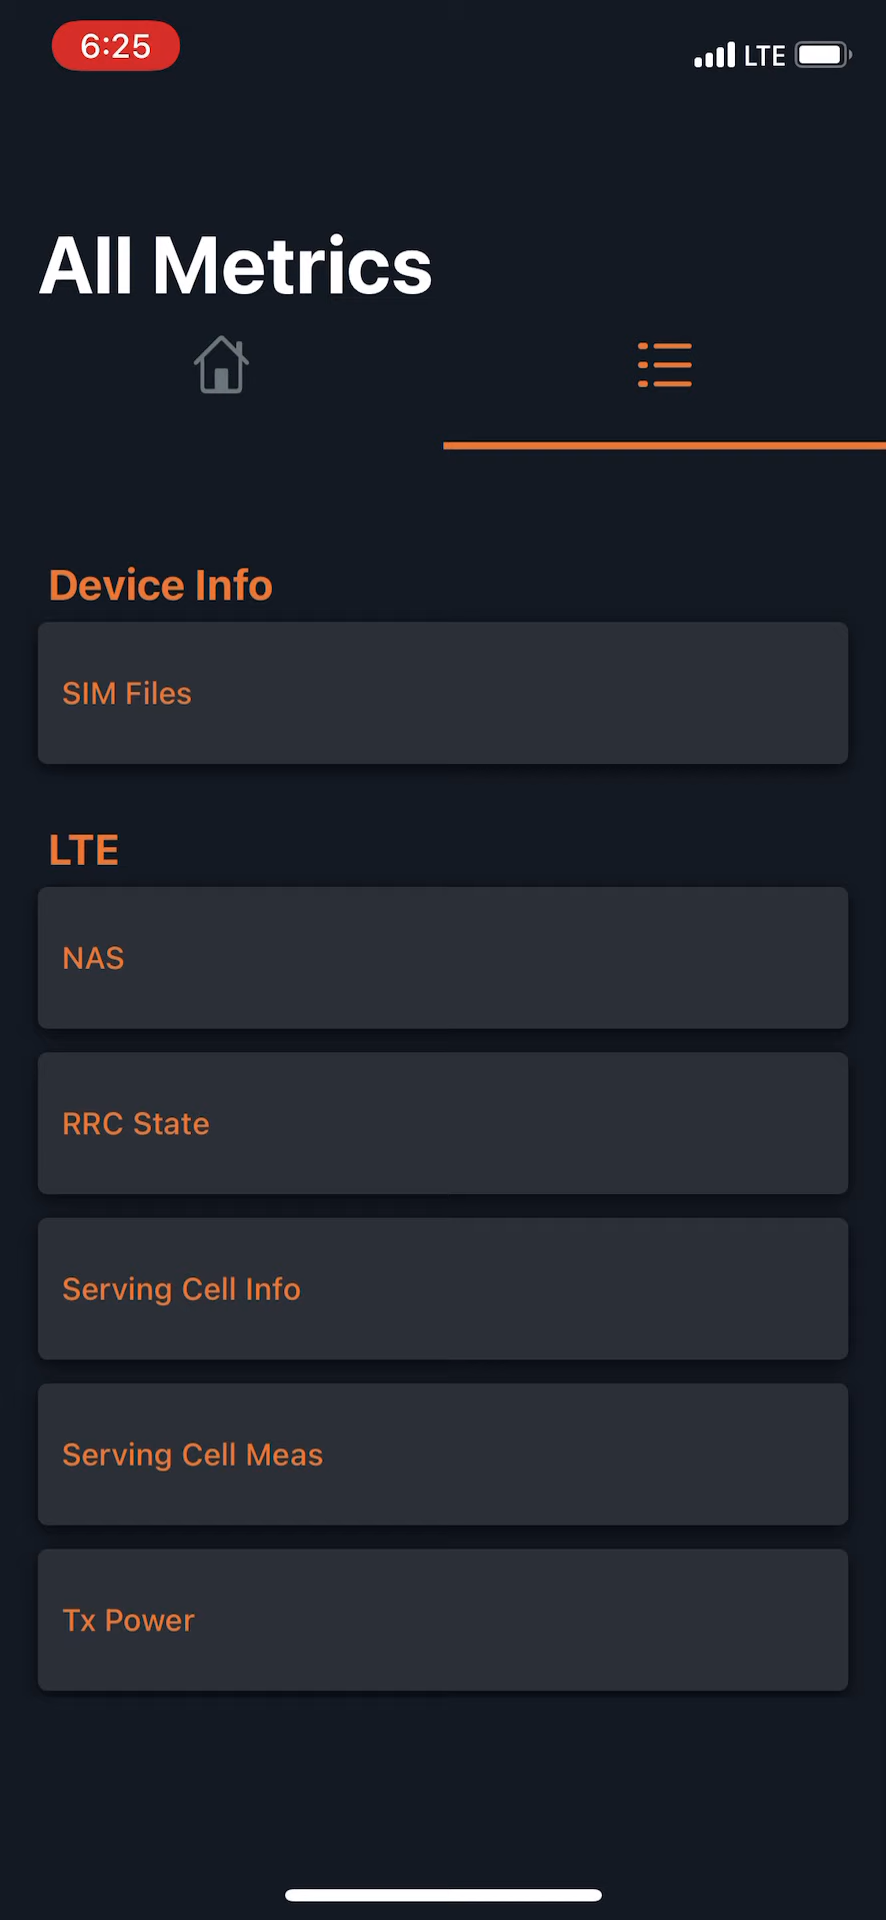 6:25
LTE
All Metrics
Device Info
SIM Files
LTE
NAS
RRC State
Serving Cell Info
Serving Cell Meas
Tx Power